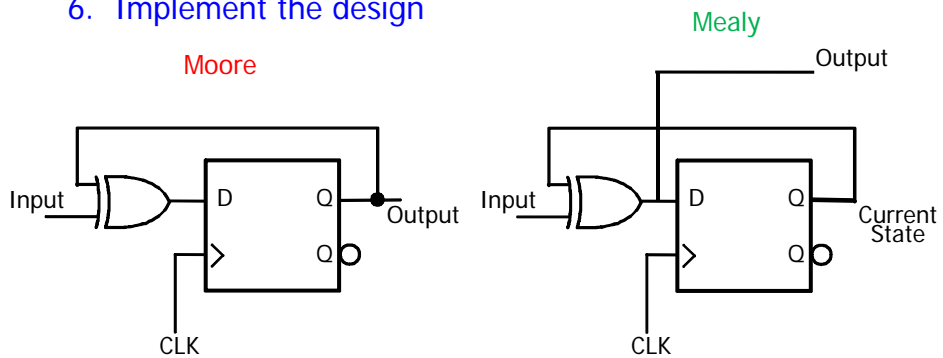 6. Implement the design
Moore
Input
D
Q
Q
Output
CLK
Mealy
Output
Input
D
Q
Q
Current
State
CLK